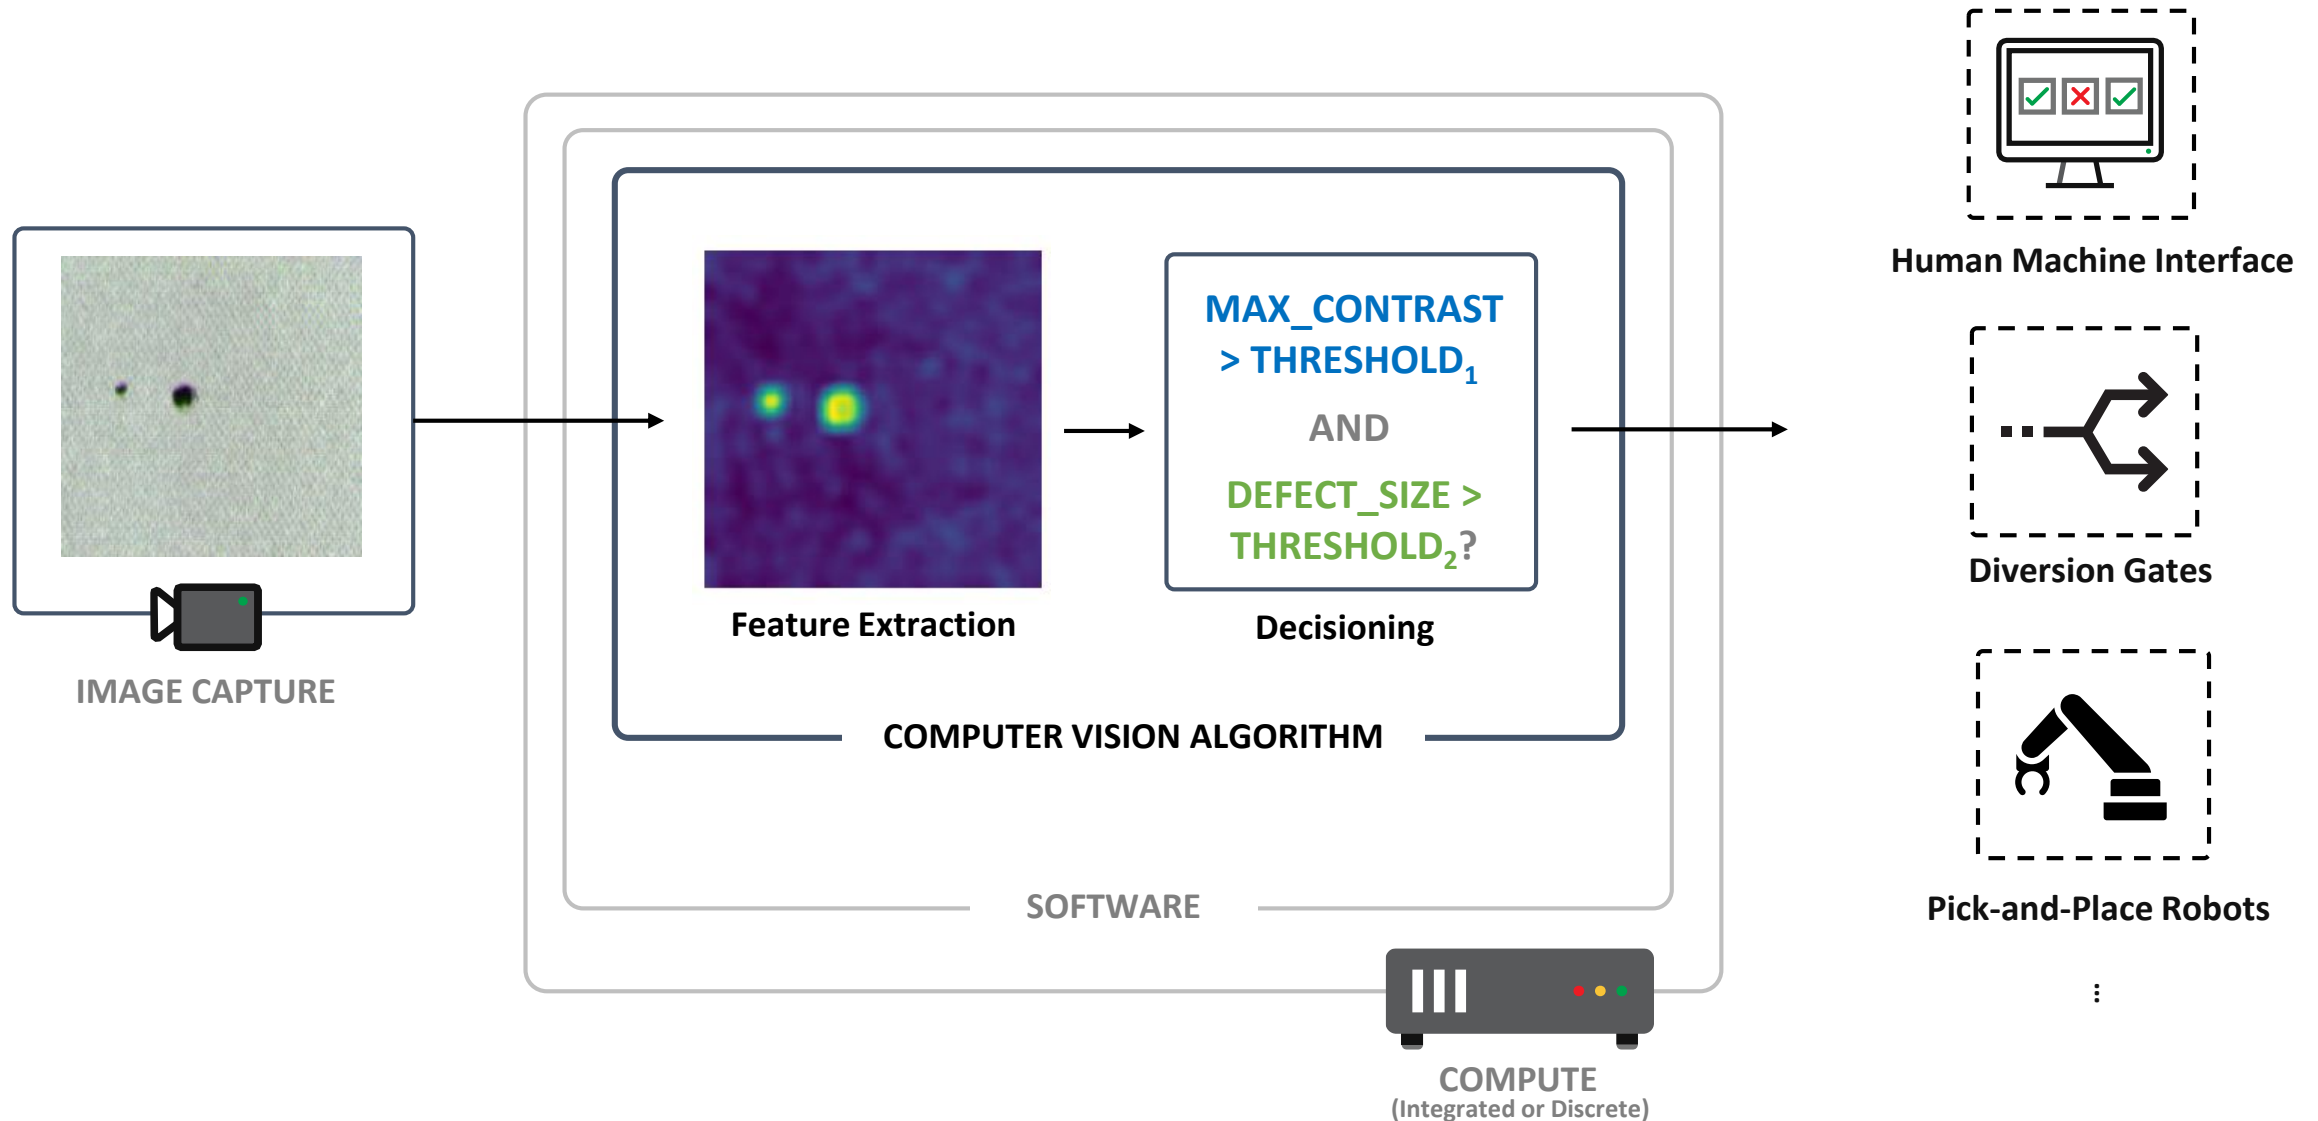 IMAGE CAPTURE
MAX_CONTRAST
> THRESHOLD₁
AND
DEFECT_SIZE >
THRESHOLD₂?
Feature Extraction
Decisioning
COMPUTER VISION ALGORITHM
SOFTWARE
COMPUTE
(Integrated or Discrete)
Human Machine Interface
Diversion Gates
Pick-and-Place Robots
⋮